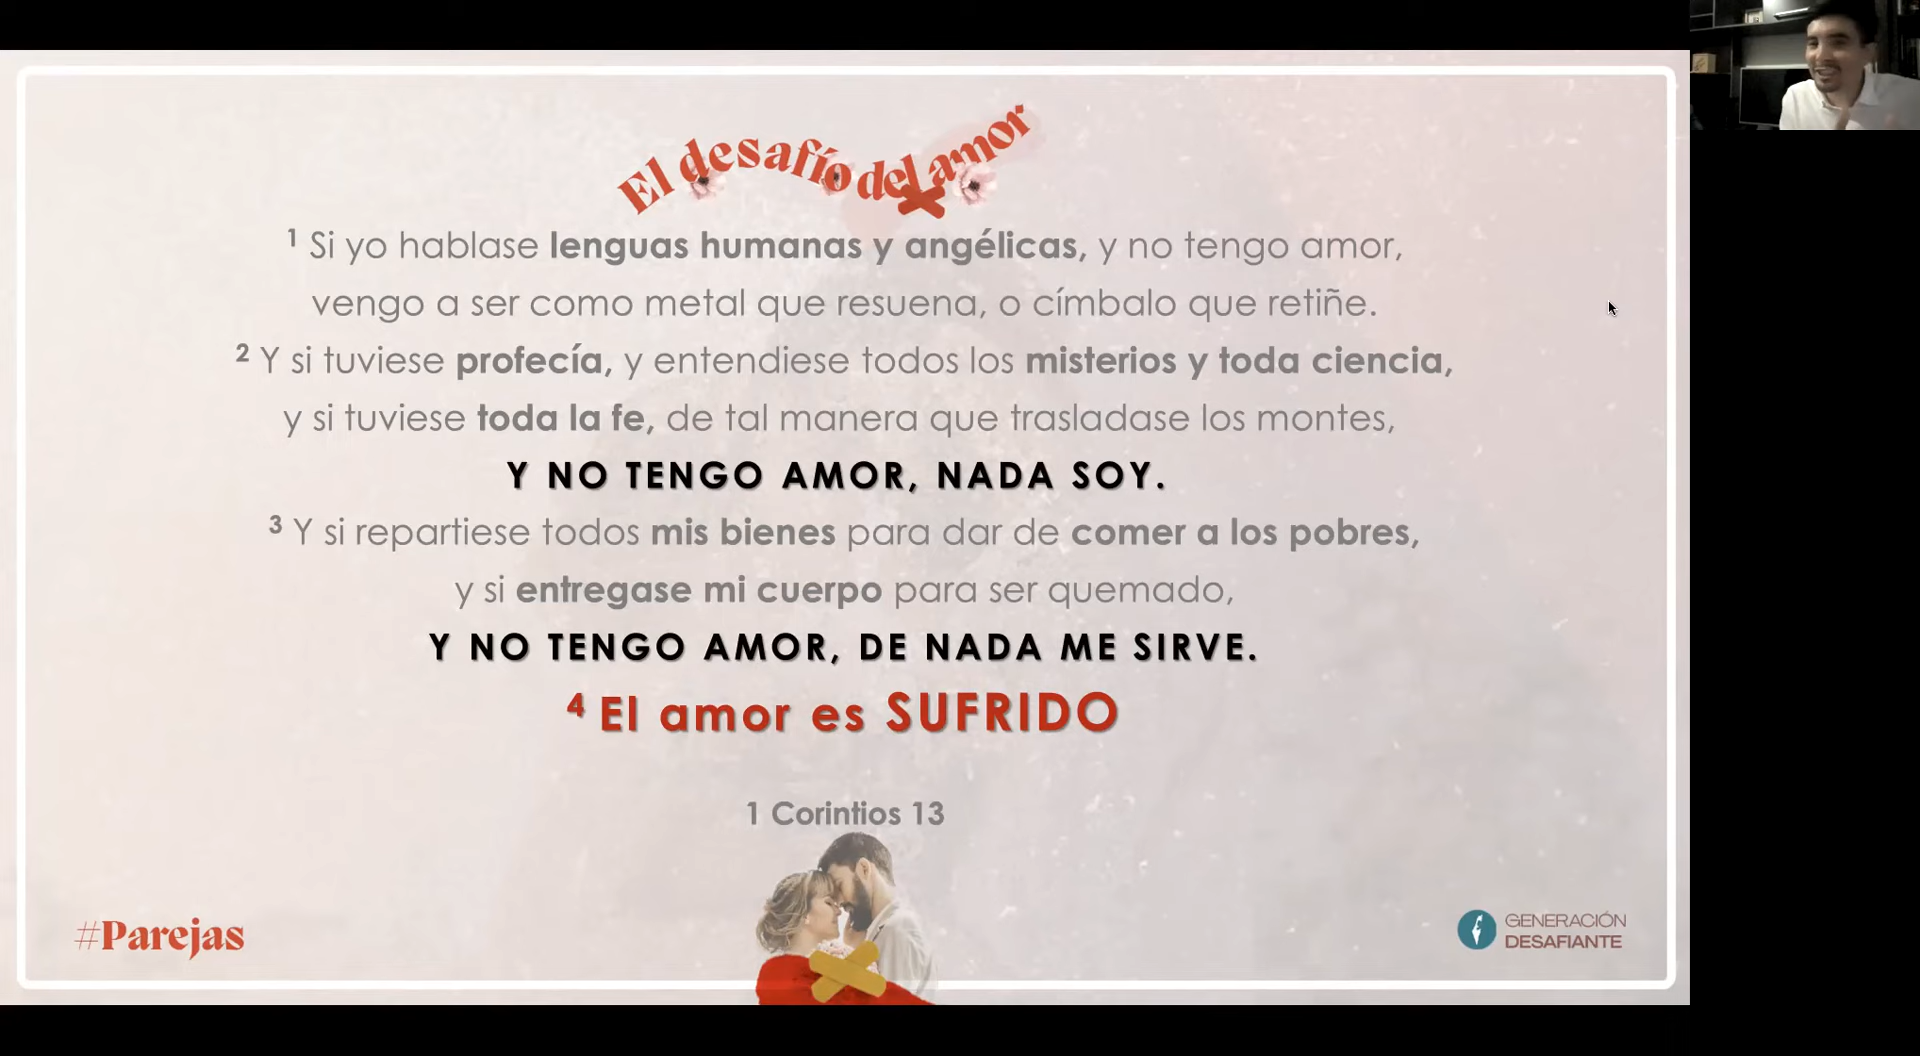 El desafío del amor
1 Si yo hablase lenguas humanas y angélicas, y no tengo amor,
vengo a ser como metal que resuena, o címbalo que retiñe.
2 Y si tuviese profecía, y entendiese todos los misterios y toda ciencia,
y si tuviese toda la fe, de tal manera que trasladase los montes,
Y NO TENGO AMOR, NADA SOY.
3 Y si repartiese todos mis bienes para dar de comer a los pobres,
y si entregase mi cuerpo para ser quemado,
Y NO TENGO AMOR, DE NADA ME SIRVE.
4 El amor es SUFRIDO
1 Corintios 13
#Parejas
GENERACIÓN
DESAFIANTE